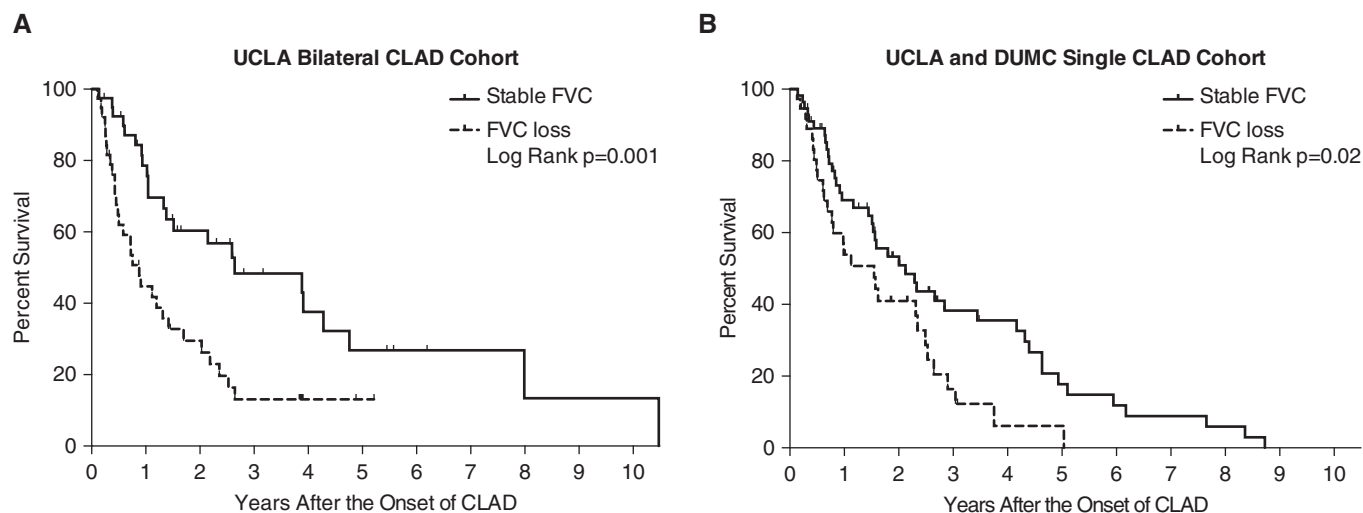 A
UCLA Bilateral CLAD Cohort
100
80
60
40
20
0
Percent Survival
Stable FVC
FVC loss
Log Rank p=0.001
0 1 2 3 4 5 6 7 8 9 10
Years After the Onset of CLAD
B
UCLA and DUMC Single CLAD Cohort
100
80
60
40
20
0
Percent Survival
Stable FVC
FVC loss
Log Rank p=0.02
0 1 2 3 4 5 6 7 8 9 10
Years After the Onset of CLAD